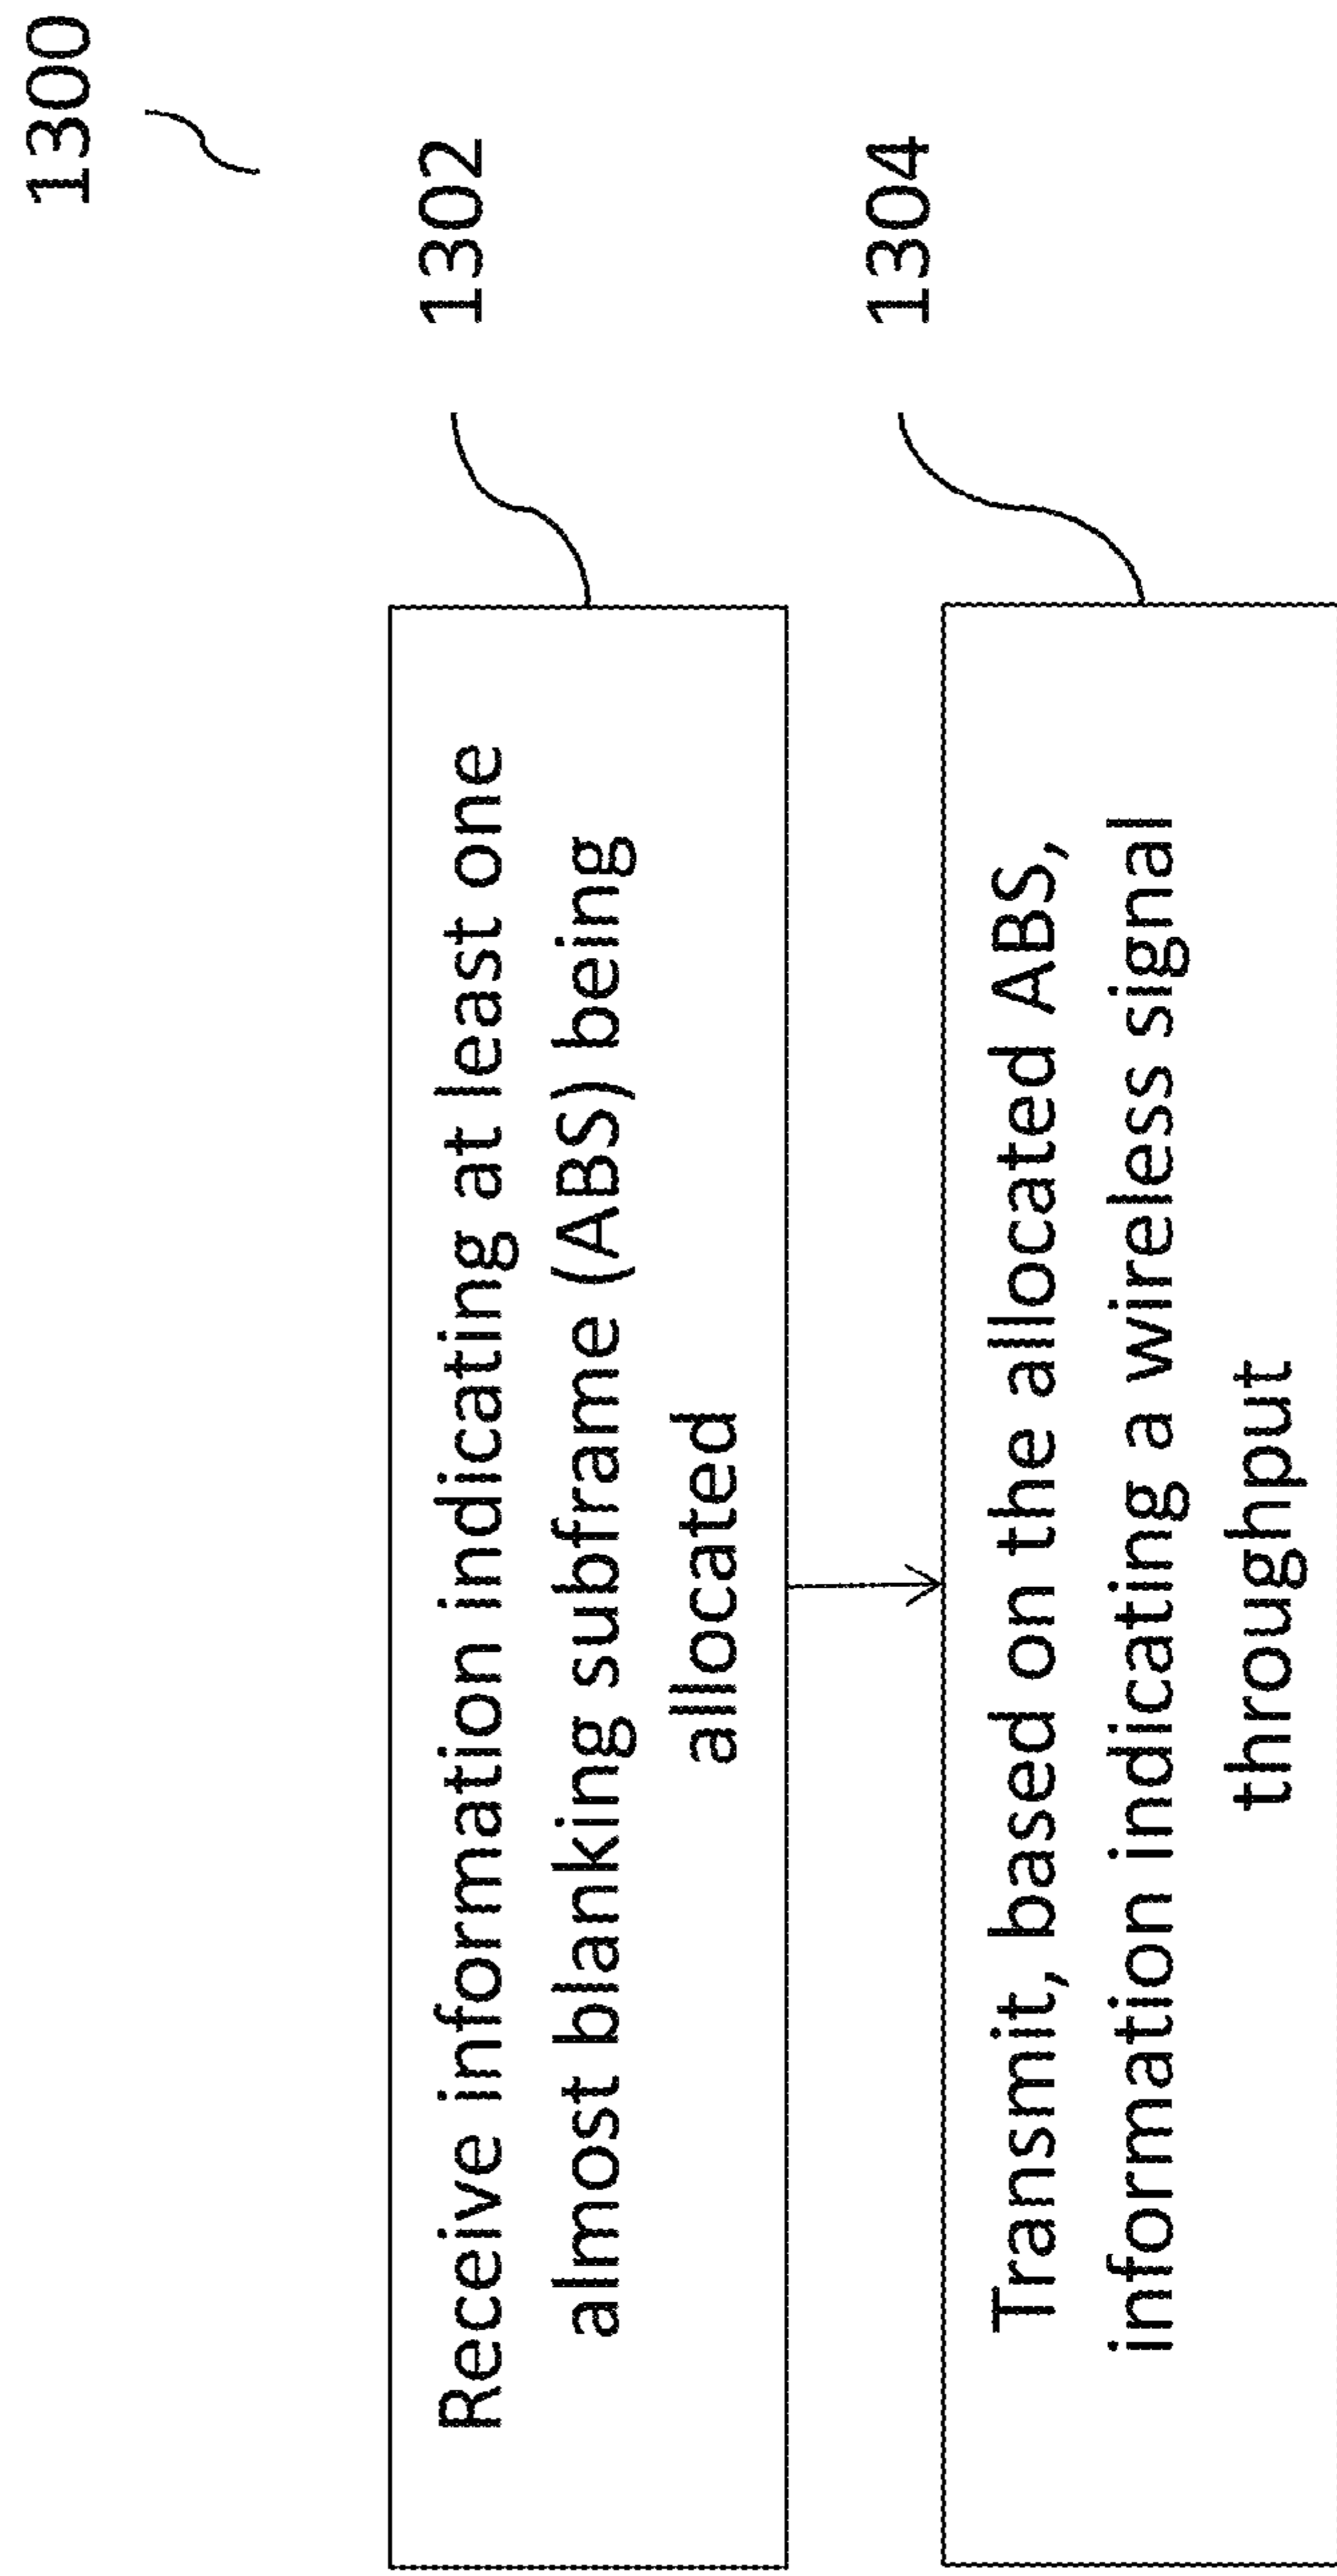 1300
Receive information indicating at least one
almost blanking subframe (ABS) being
allocated
1302
Transmit, based on the allocated ABS,
information indicating a wireless signal
throughput
1304